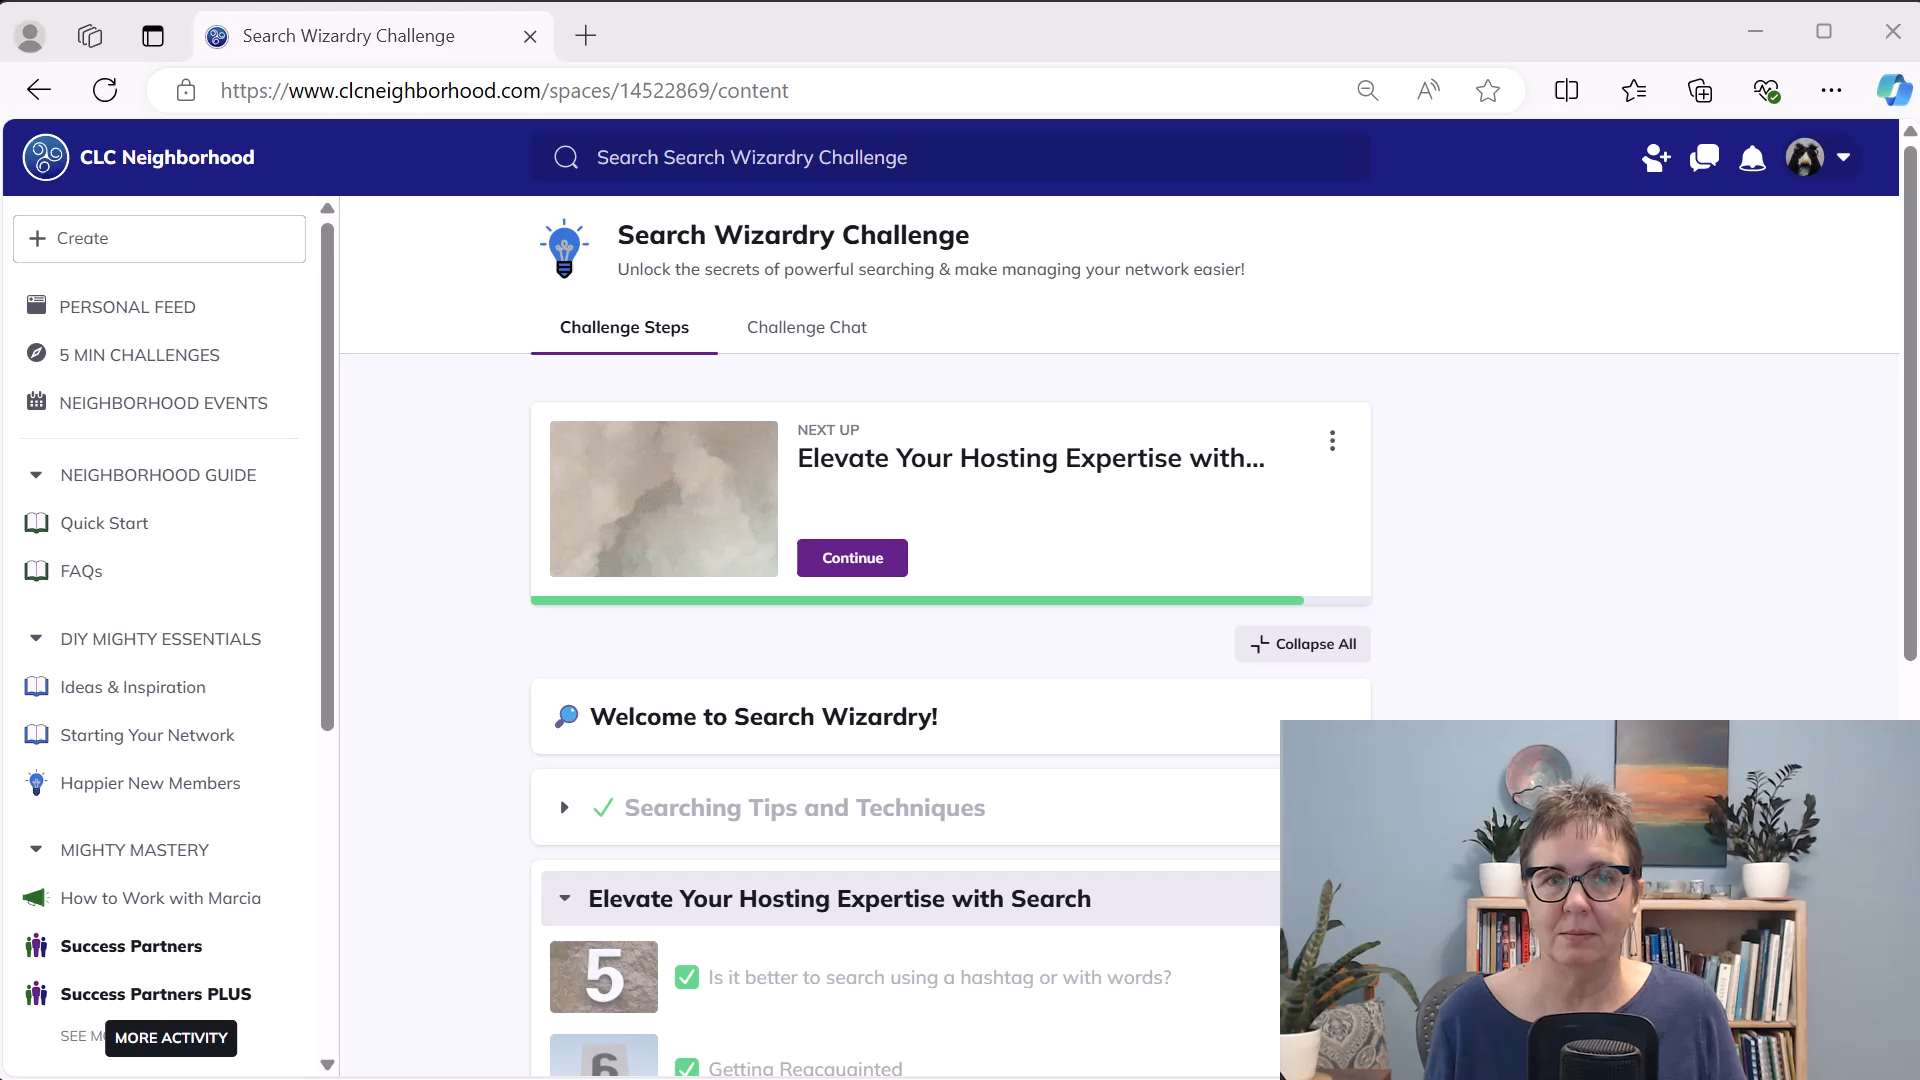 Search Wizardry Challenge
https://www.clcneighborhood.com/spaces/14522869/content
CLC Neighborhood
Search Search Wizardry Challenge
Create
PERSONAL FEED
5 MIN CHALLENGES
NEIGHBORHOOD EVENTS
NEIGHBORHOOD GUIDE
Quick Start
FAQs
DIY MIGHTY ESSENTIALS
Ideas & Inspiration
Starting Your Network
Happier New Members
MIGHTY MASTERY
How to Work with Marcia
Success Partners
Success Partners PLUS
SEE M
MORE ACTIVITY
Search Wizardry Challenge
Unlock the secrets of powerful searching & make managing your network easier!
Challenge Steps
Challenge Chat
NEXT UP
Elevate Your Hosting Expertise with...
Continue
Collapse All
Welcome to Search Wizardry!
Searching Tips and Techniques
Elevate Your Hosting Expertise with Search
5
Is it better to search using a hashtag or with words?
6
Getting Reacquainted